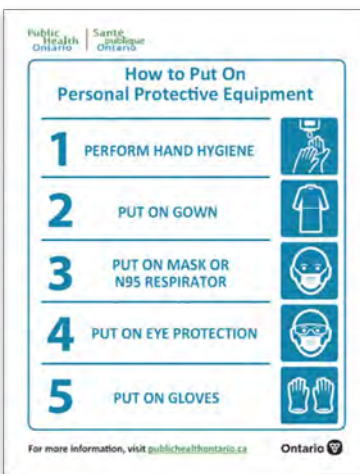 Public Health Ontario
Santé publique Ontario
How to Put On
Personal Protective Equipment
1 PERFORM HAND HYGIENE
2 PUT ON GOWN
3 PUT ON MASK OR
N95 RESPIRATOR
4 PUT ON EYE PROTECTION
5 PUT ON GLOVES
For more information, visit publichealthontario.ca
Ontario